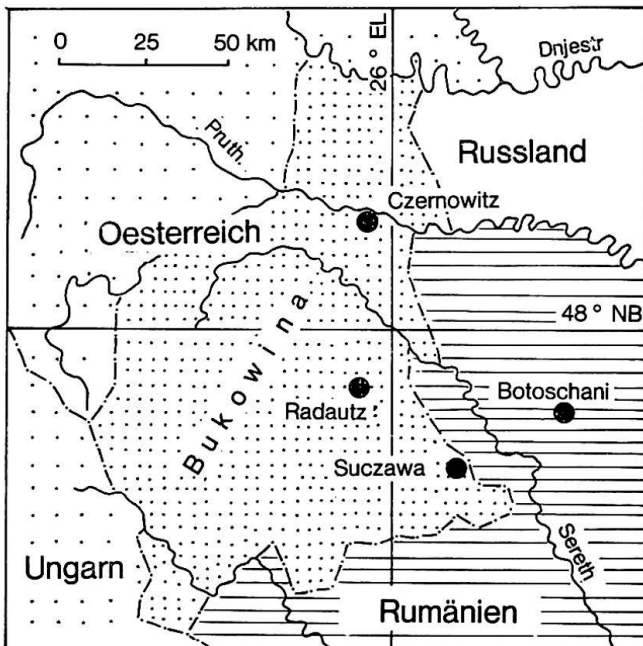 0 25 50 km
26° EL
Dnjestr
Pruth.
Russland
Czernowitz
Oesterreich
48° NB
Bukowina
Botoschani
Radautz
Suczawa
Sereth
Ungarn
Rumänien